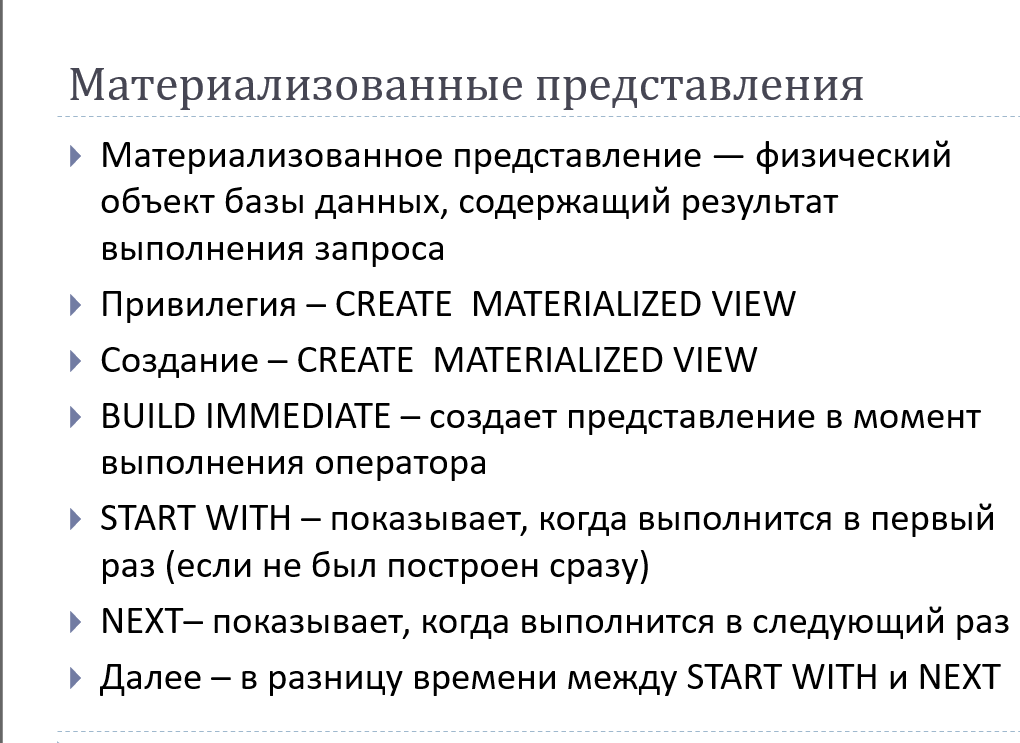 Материализованные представления
Материализованное представление — физический
объект базы данных, содержащий результат
выполнения запроса
Привилегия – CREATE  MATERIALIZED VIEW
Создание – CREATE  MATERIALIZED VIEW
BUILD IMMEDIATE – создает представление в момент
выполнения оператора
START WITH – показывает, когда выполнится в первый
раз (если не был построен сразу)
NEXT– показывает, когда выполнится в следующий раз
Далее – в разницу времени между START WITH и NEXT